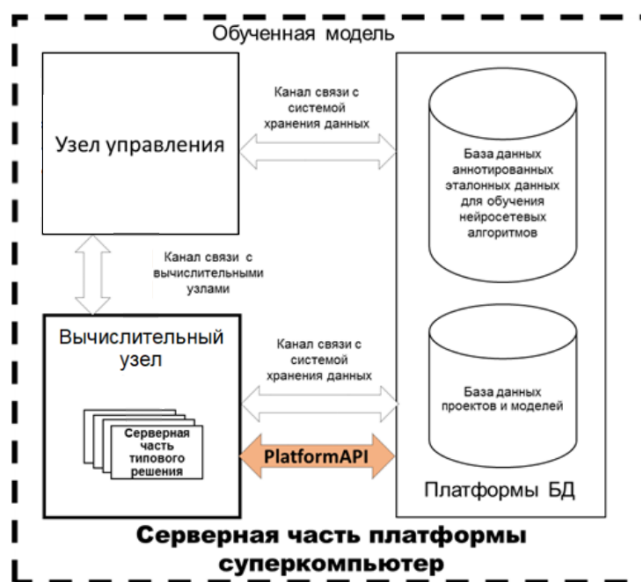 Обученная модель
Узел управления
Канал связи с
системой
хранения данных
База данных
аннотированных
эталонных данных
для обучения
нейросетевых
алгоритмов
Канал связи с
вычислительными
узлами
Вычислительный
узел
Серверная
часть
типового
решения
Канал связи с
системой
хранения данных
PlatformAPI
База данных
проектов и моделей
Платформы БД
Серверная часть платформы
суперкомпьютер